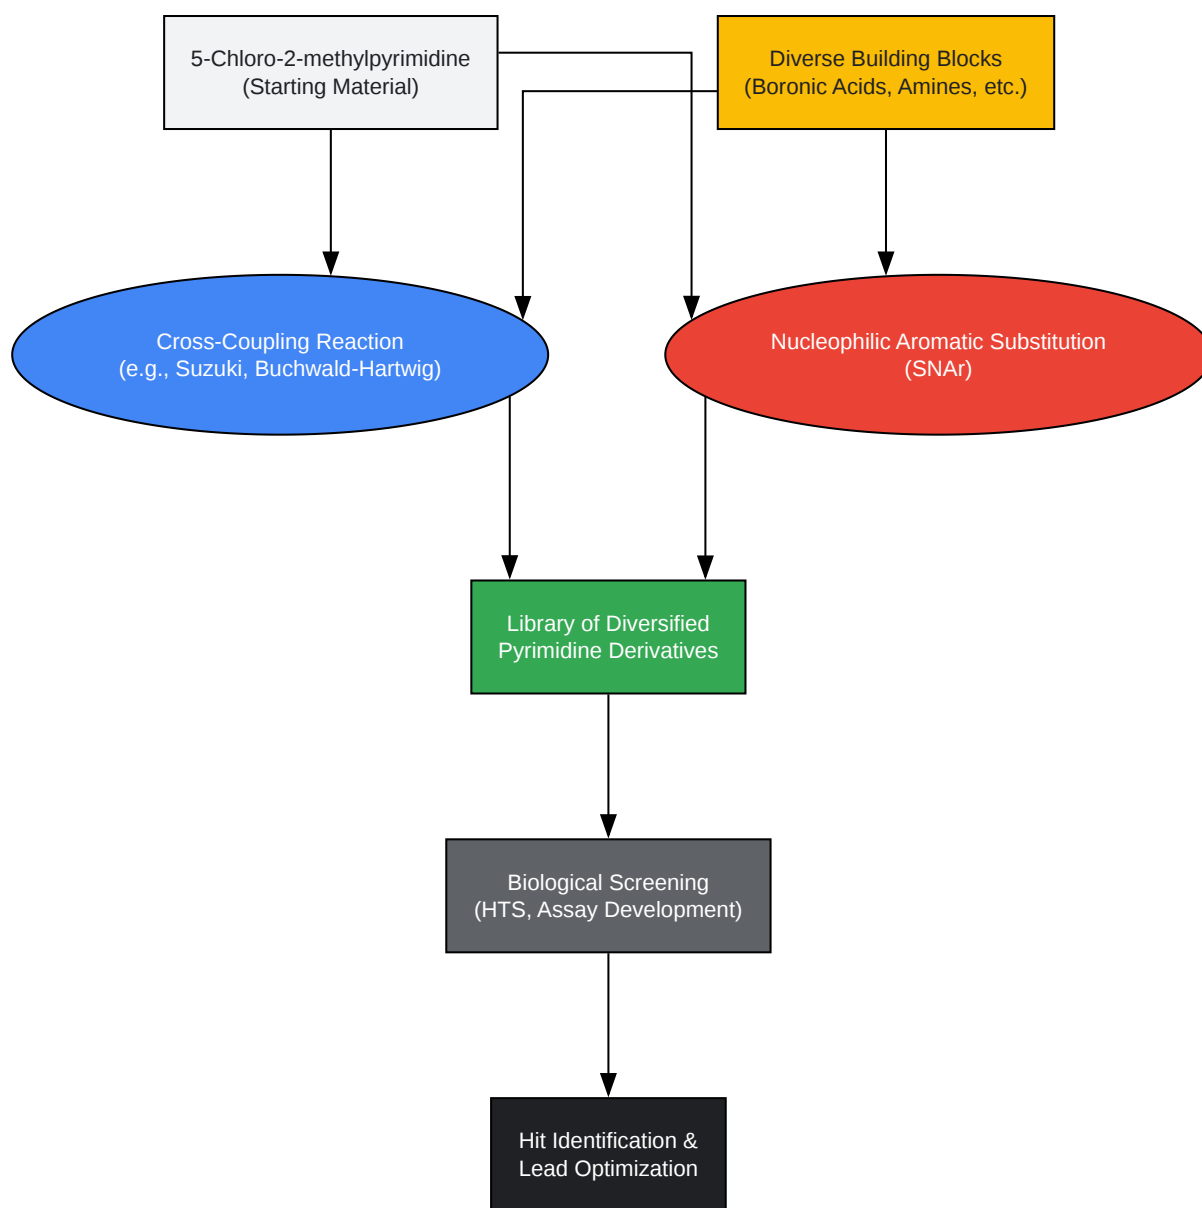 5-Chloro-2-methylpyrimidine
(Starting Material)
Diverse Building Blocks
(Boronic Acids, Amines, etc.)
Cross-Coupling Reaction
(e.g., Suzuki, Buchwald-Hartwig)
Nucleophilic Aromatic Substitution
(SNAr)
Library of Diversified
Pyrimidine Derivatives
Biological Screening
(HTS, Assay Development)
Hit Identification &
Lead Optimization